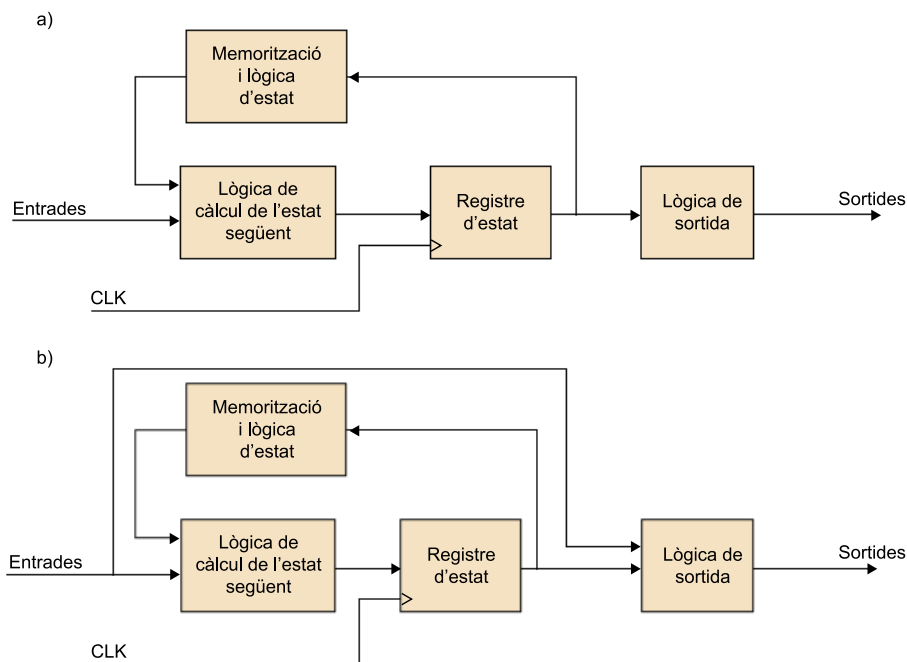 a)
Memorització
i lògica
d'estat
Entrades
Lògica de
càlcul de l'estat
següent
Registre
d'estat
Lògica de
sortida
Sortides
CLK
b)
Memorització
i lògica
d'estat
Entrades
Lògica de
càlcul de l'estat
següent
Registre
d'estat
Lògica de
sortida
Sortides
CLK